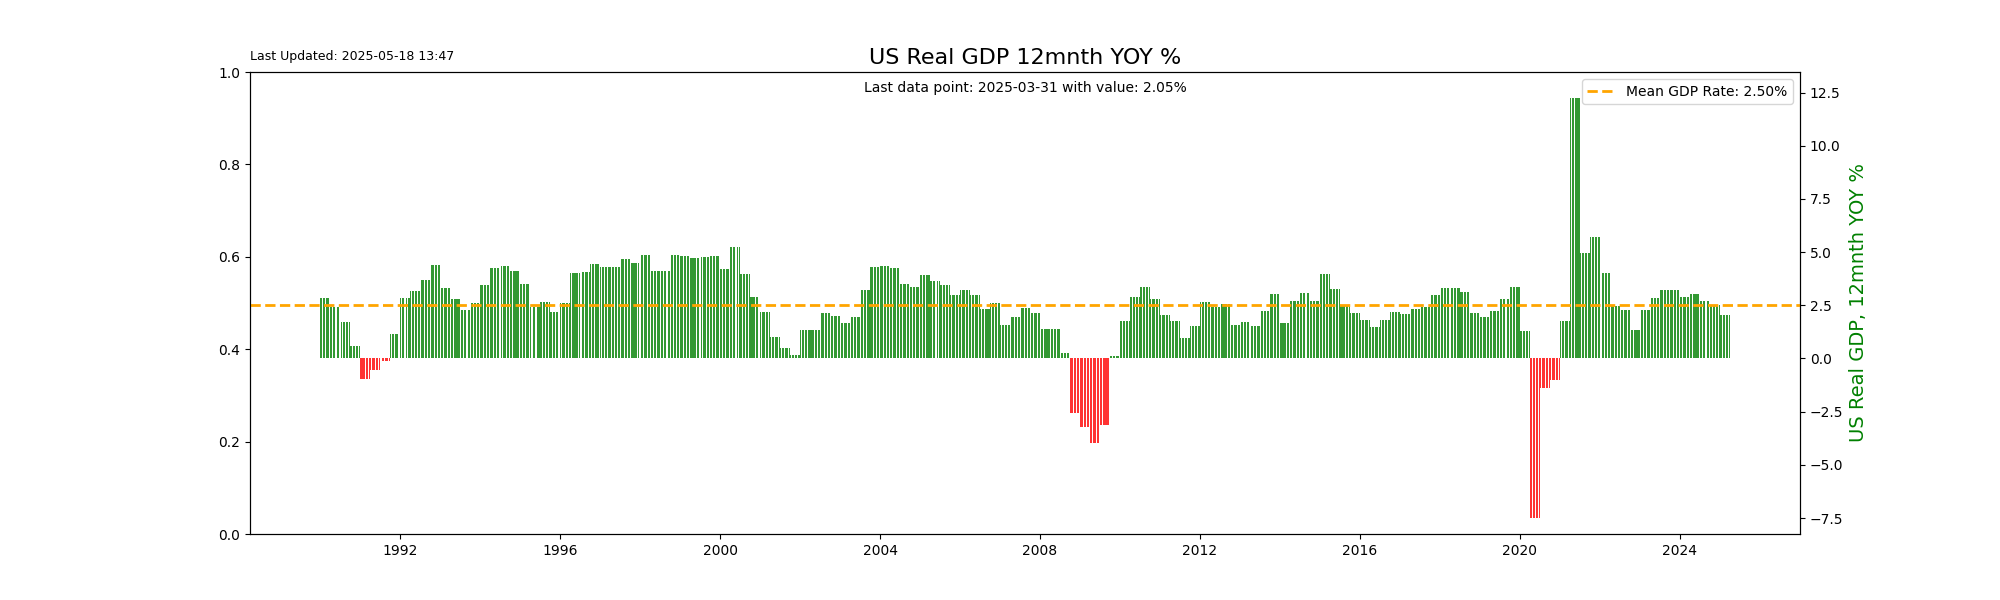 Last Updated: 2025-05-18 13:47
US Real GDP 12mnth YOY %
Last data point: 2025-03-31 with value: 2.05%
Mean GDP Rate: 2.50%
1.0
0.8
0.6
0.4
0.2
0.0
12.5
10.0
7.5
5.0
2.5
0.0
−2.5
−5.0
−7.5
US Real GDP, 12mnth YOY %
1992 1996 2000 2004 2008 2012 2016 2020 2024